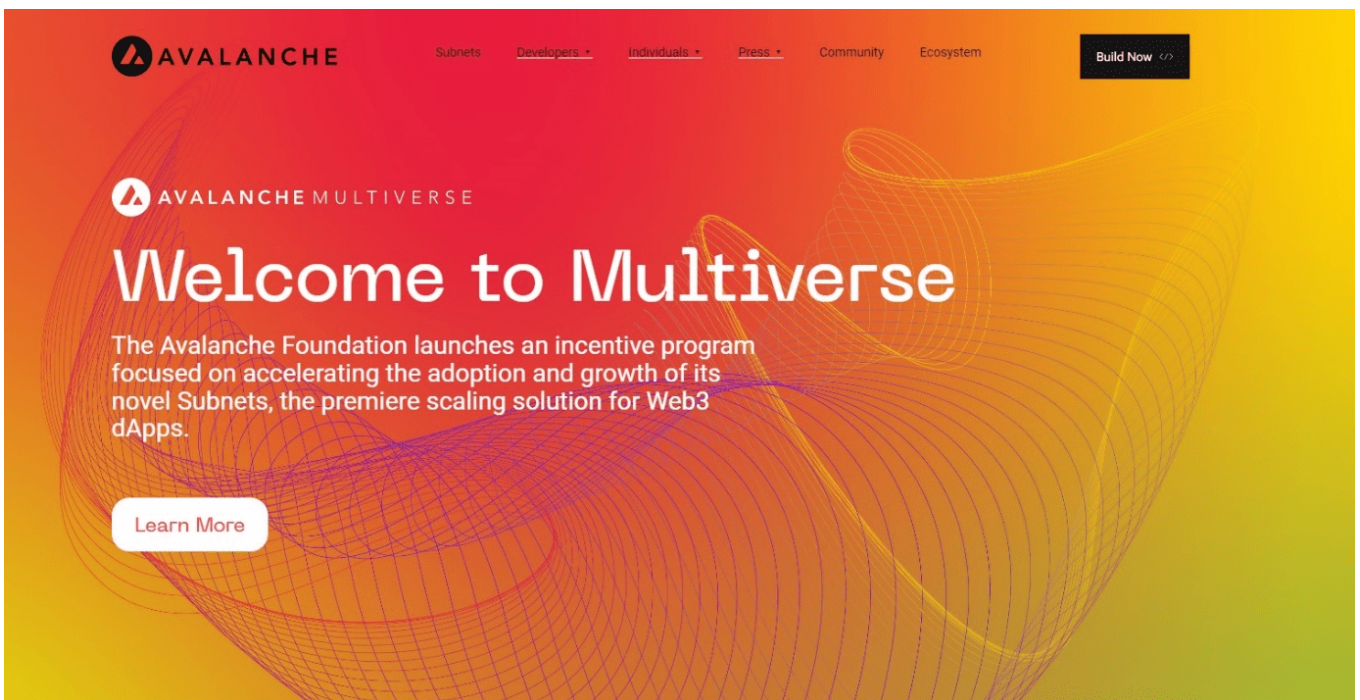 AVALANCHE
Subnets Developers Individuals Press Community Ecosystem
Build Now </>
AVALANCHE MULTIVERSE
Welcome to Multiverse
The Avalanche Foundation launches an incentive program
focused on accelerating the adoption and growth of its
novel Subnets, the premiere scaling solution for Web3
dApps.
Learn More